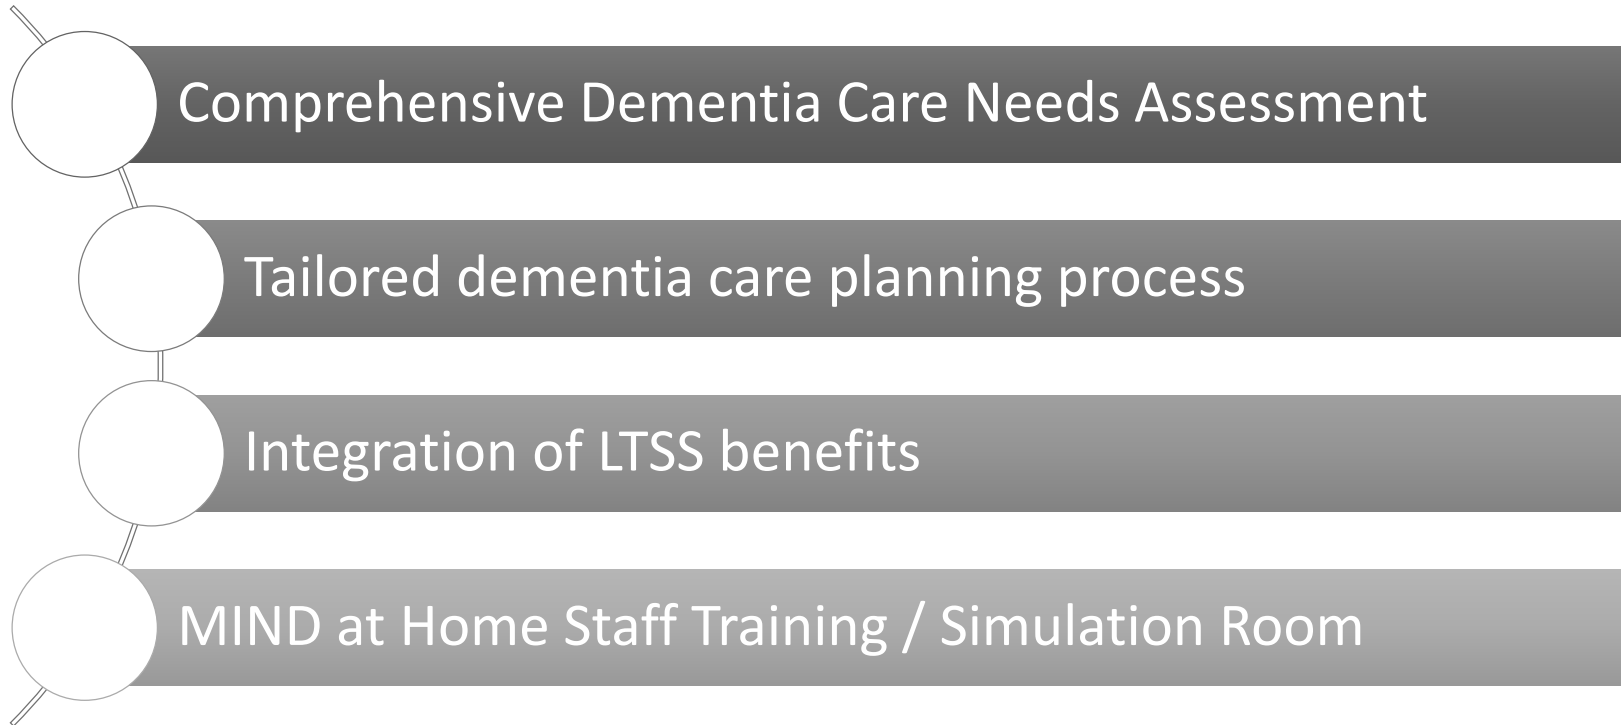 Comprehensive Dementia Care Needs Assessment
Tailored dementia care planning process
Integration of LTSS benefits
MIND at Home Staff Training / Simulation Room